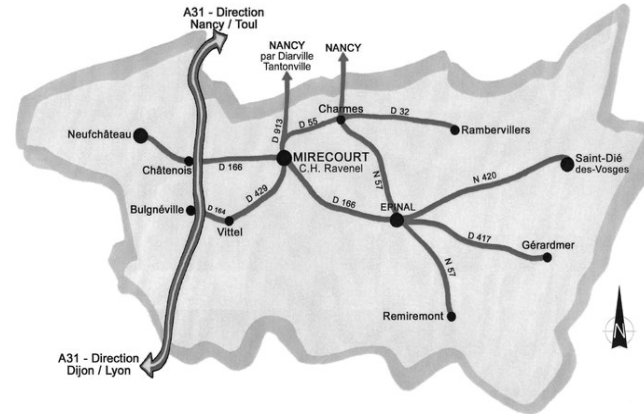 A31 - Direction
Nancy / Toul
NANCY
par Diarville
Tantonville
NANCY
D 913
D 55
Charmes
D 32
Rambervillers
Neufchâteau
Châtenois
D 166
MIRECOURT
C.H. Ravenel
N 57
N 420
Saint-Dié
des-Vosges
Bulgnéville
D 164
D 429
Vittel
D 166
EPINAL
D 417
Gérardmer
N 57
Remiremont
N
A31 - Direction
Dijon / Lyon